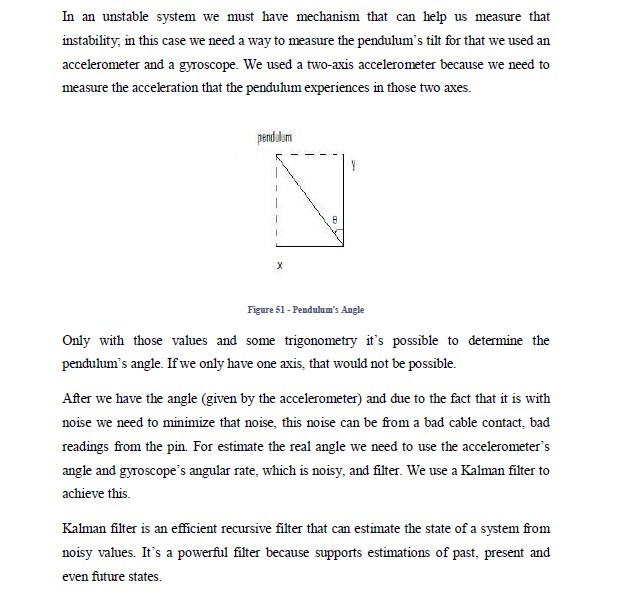 In an unstable system we must have mechanism that can help us measure that
instability; in this case we need a way to measure the pendulum's tilt for that we used an
accelerometer and a gyroscope. We used a two-axis accelerometer because we need to
measure the acceleration that the pendulum experiences in those two axes.
pendulum
Y
θ
X
Figure 51 - Pendulum's Angle
Only with those values and some trigonometry it's possible to determine the
pendulum's angle. If we only have one axis, that would not be possible.
After we have the angle (given by the accelerometer) and due to the fact that it is with
noise we need to minimize that noise, this noise can be from a bad cable contact, bad
readings from the pin. For estimate the real angle we need to use the accelerometer's
angle and gyroscope's angular rate, which is noisy, and filter. We use a Kalman filter to
achieve this.
Kalman filter is an efficient recursive filter that can estimate the state of a system from
noisy values. It's a powerful filter because supports estimations of past, present and
even future states.